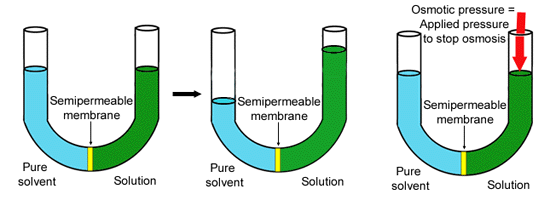 Semipermeable
membrane
Pure
solvent
Solution
Semipermeable
membrane
Pure
solvent
Solution
Osmotic pressure =
Applied pressure
to stop osmosis
Semipermeable
membrane
Pure
solvent
Solution